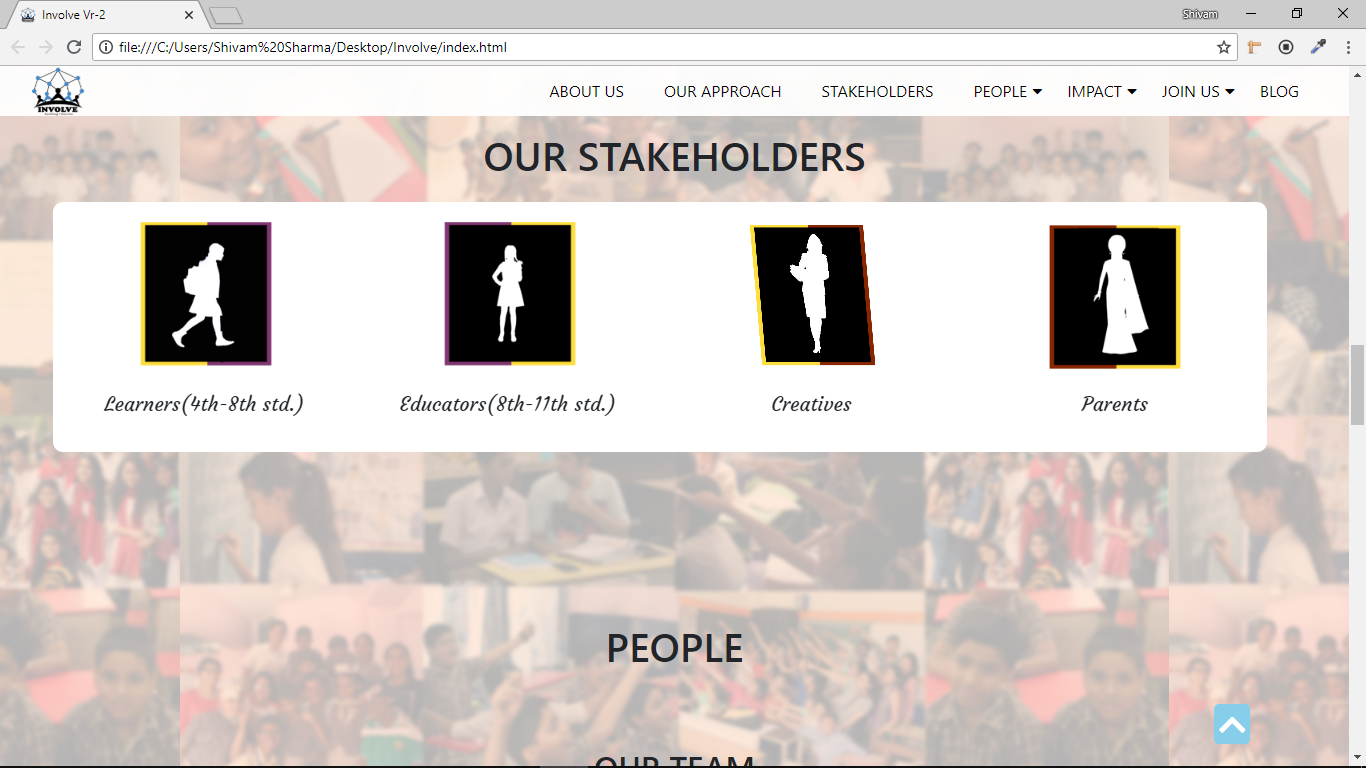 Involve Vr-2
Shivam
file:///C:/Users/Shivam%20Sharma/Desktop/Involve/index.html
INVOLVE
ABOUT US OUR APPROACH STAKEHOLDERS PEOPLE IMPACT JOIN US BLOG
OUR STAKEHOLDERS
Learners(4th-8th std.) Educators(8th-11th std.) Creatives Parents
PEOPLE
OUR TEAM